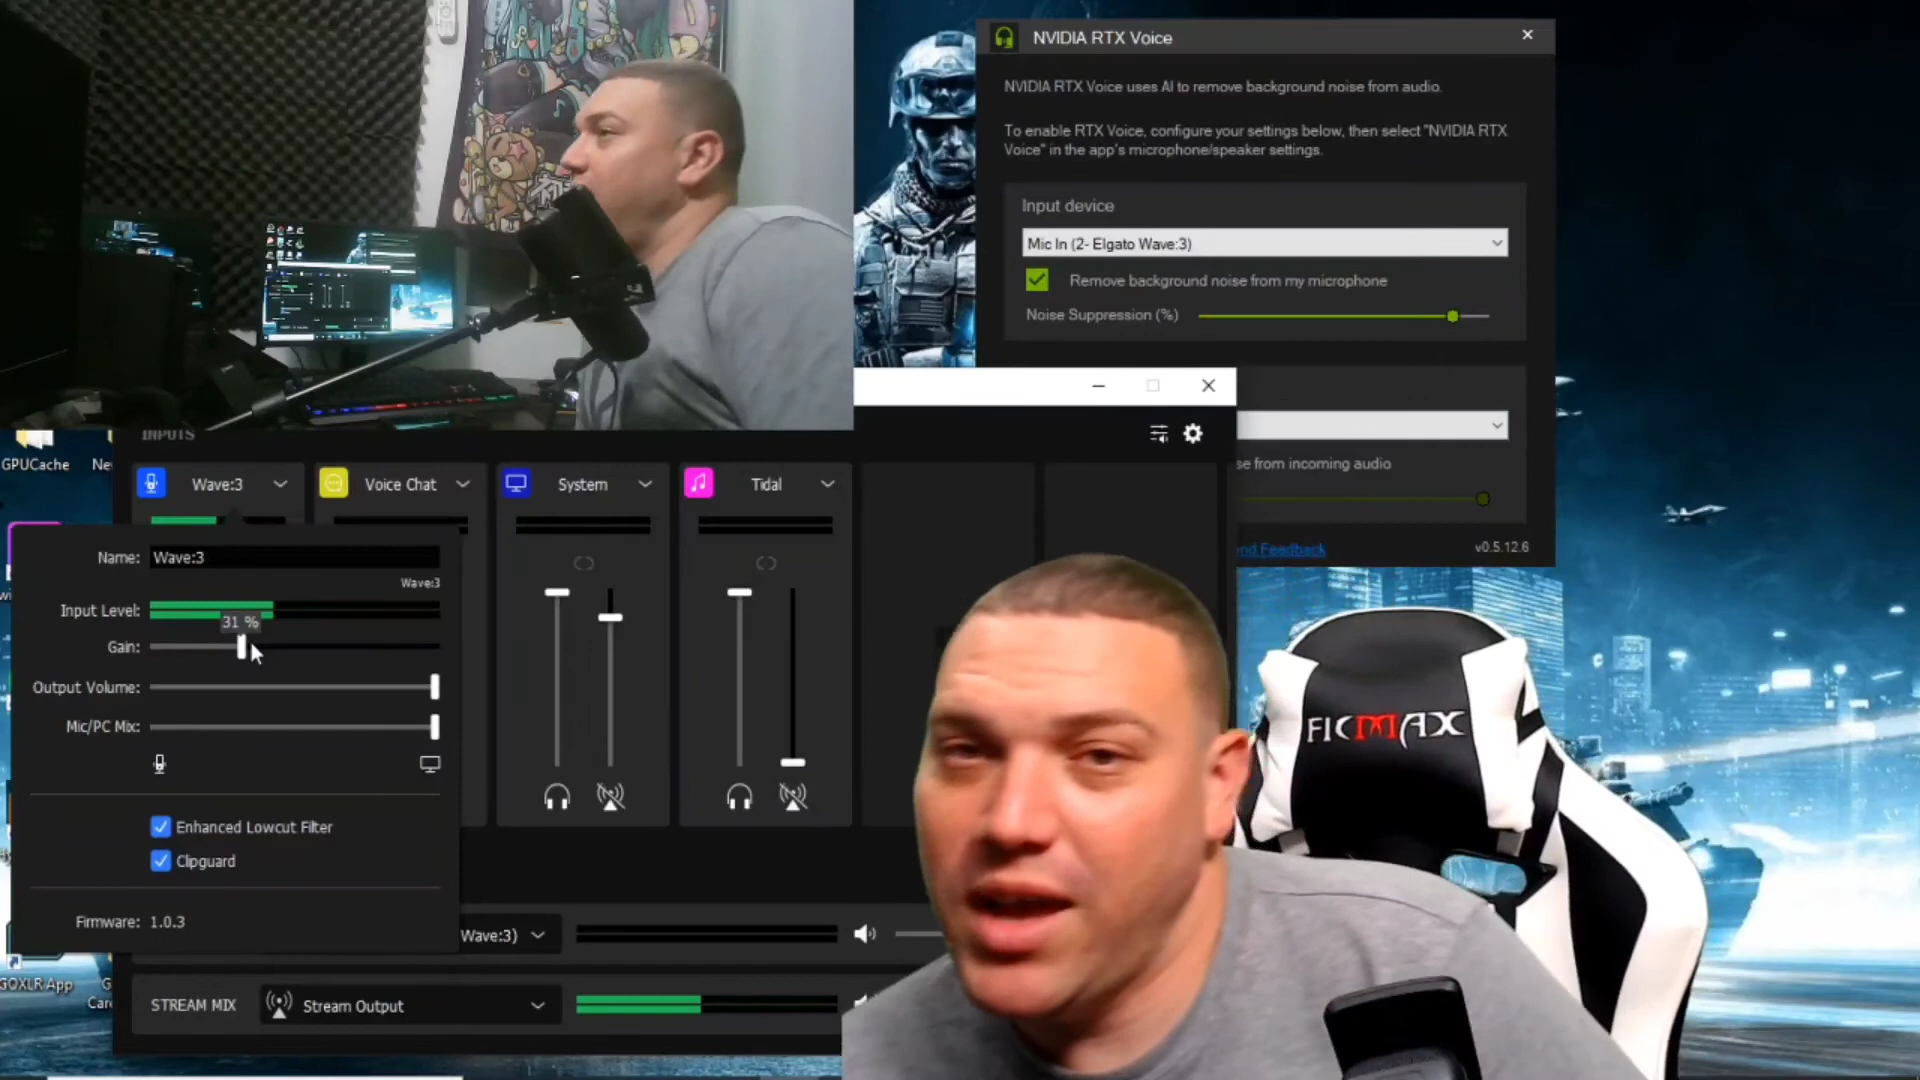 NVIDIA RTX Voice
NVIDIA RTX Voice uses AI to remove background noise from audio.
To enable RTX Voice, configure your settings below, then select "NVIDIA RTX
Voice" in the app's microphone/speaker settings.
Input device
Mic In (2- Elgato Wave:3)
Remove background noise from my microphone
Noise Suppression (%)
se from incoming audio
nd Feedback
v0.5.12.6
INPUTS
GPUCache
Ne
Wave:3
Voice Chat
System
Tidal
Name:
Wave:3
Wave:3
Input Level:
31 %
Gain:
Output Volume:
Mic/PC Mix:
Enhanced Lowcut Filter
Clipguard
Firmware: 1.0.3
Wave:3)
GOXLR App
G
Car
STREAM MIX
Stream Output
FICMAX